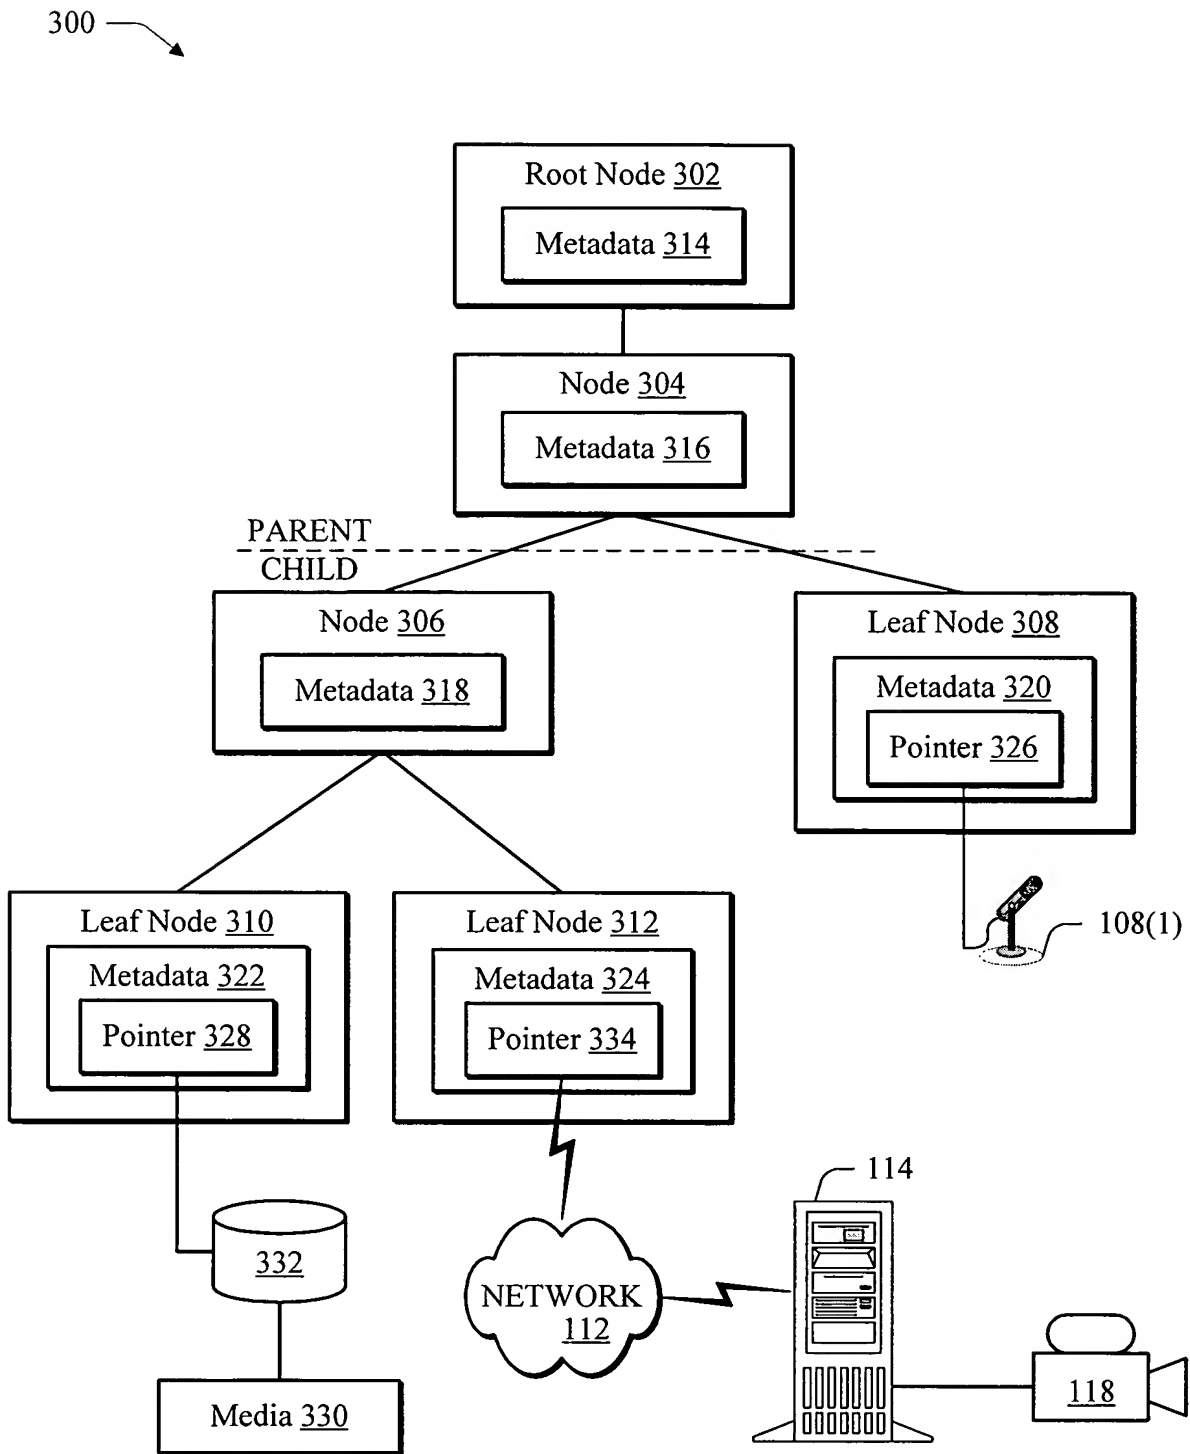 300
Root Node 302
Metadata 314
Node 304
Metadata 316
PARENT
CHILD
Node 306
Metadata 318
Leaf Node 308
Metadata 320
Pointer 326
108(1)
Leaf Node 310
Metadata 322
Pointer 328
Leaf Node 312
Metadata 324
Pointer 334
114
332
NETWORK
112
118
Media 330